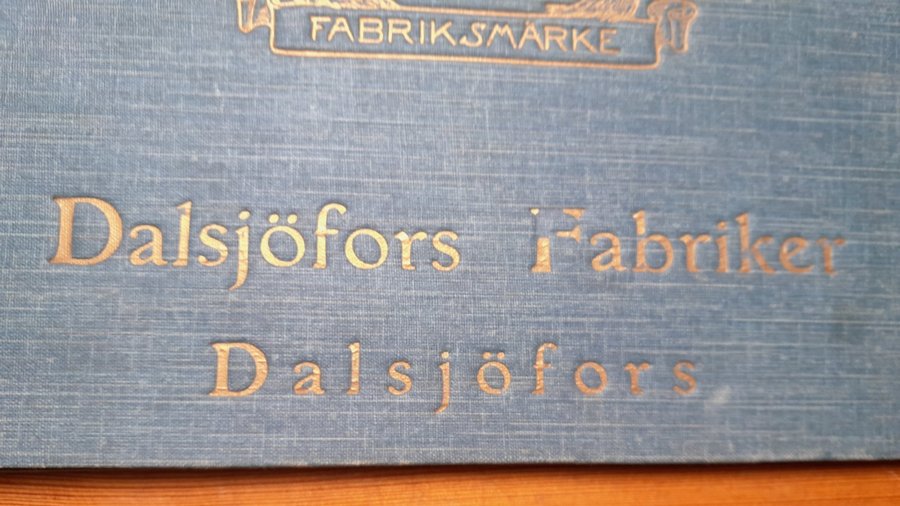 FABRIKSMÄRKE
Dalsjöfors Fabriker
Dalsjöfors